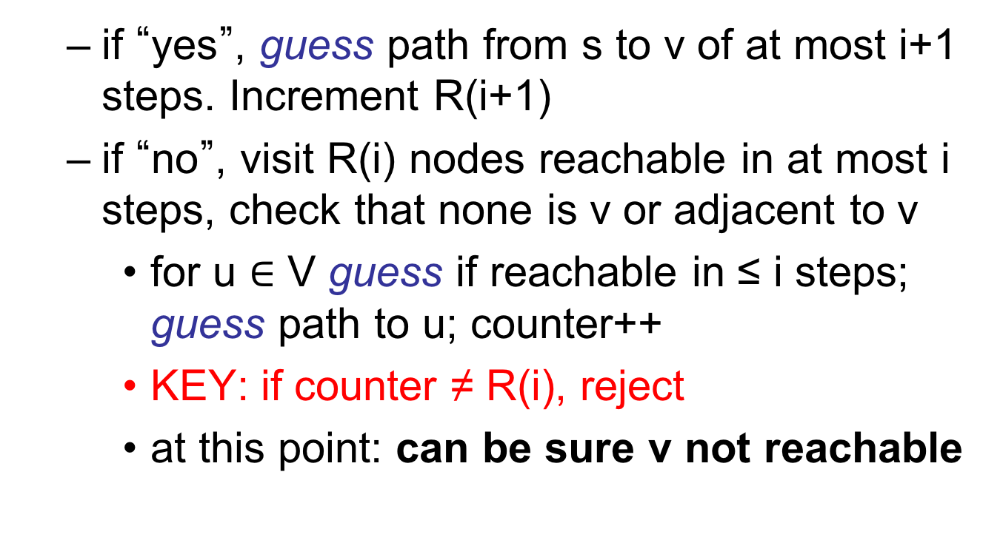 – if “yes”, guess path from s to v of at most i+1
steps. Increment R(i+1)
– if “no”, visit R(i) nodes reachable in at most i
steps, check that none is v or adjacent to v
• for u ∈ V guess if reachable in ≤ i steps;
guess path to u; counter++
• KEY: if counter ≠ R(i), reject
• at this point: can be sure v not reachable